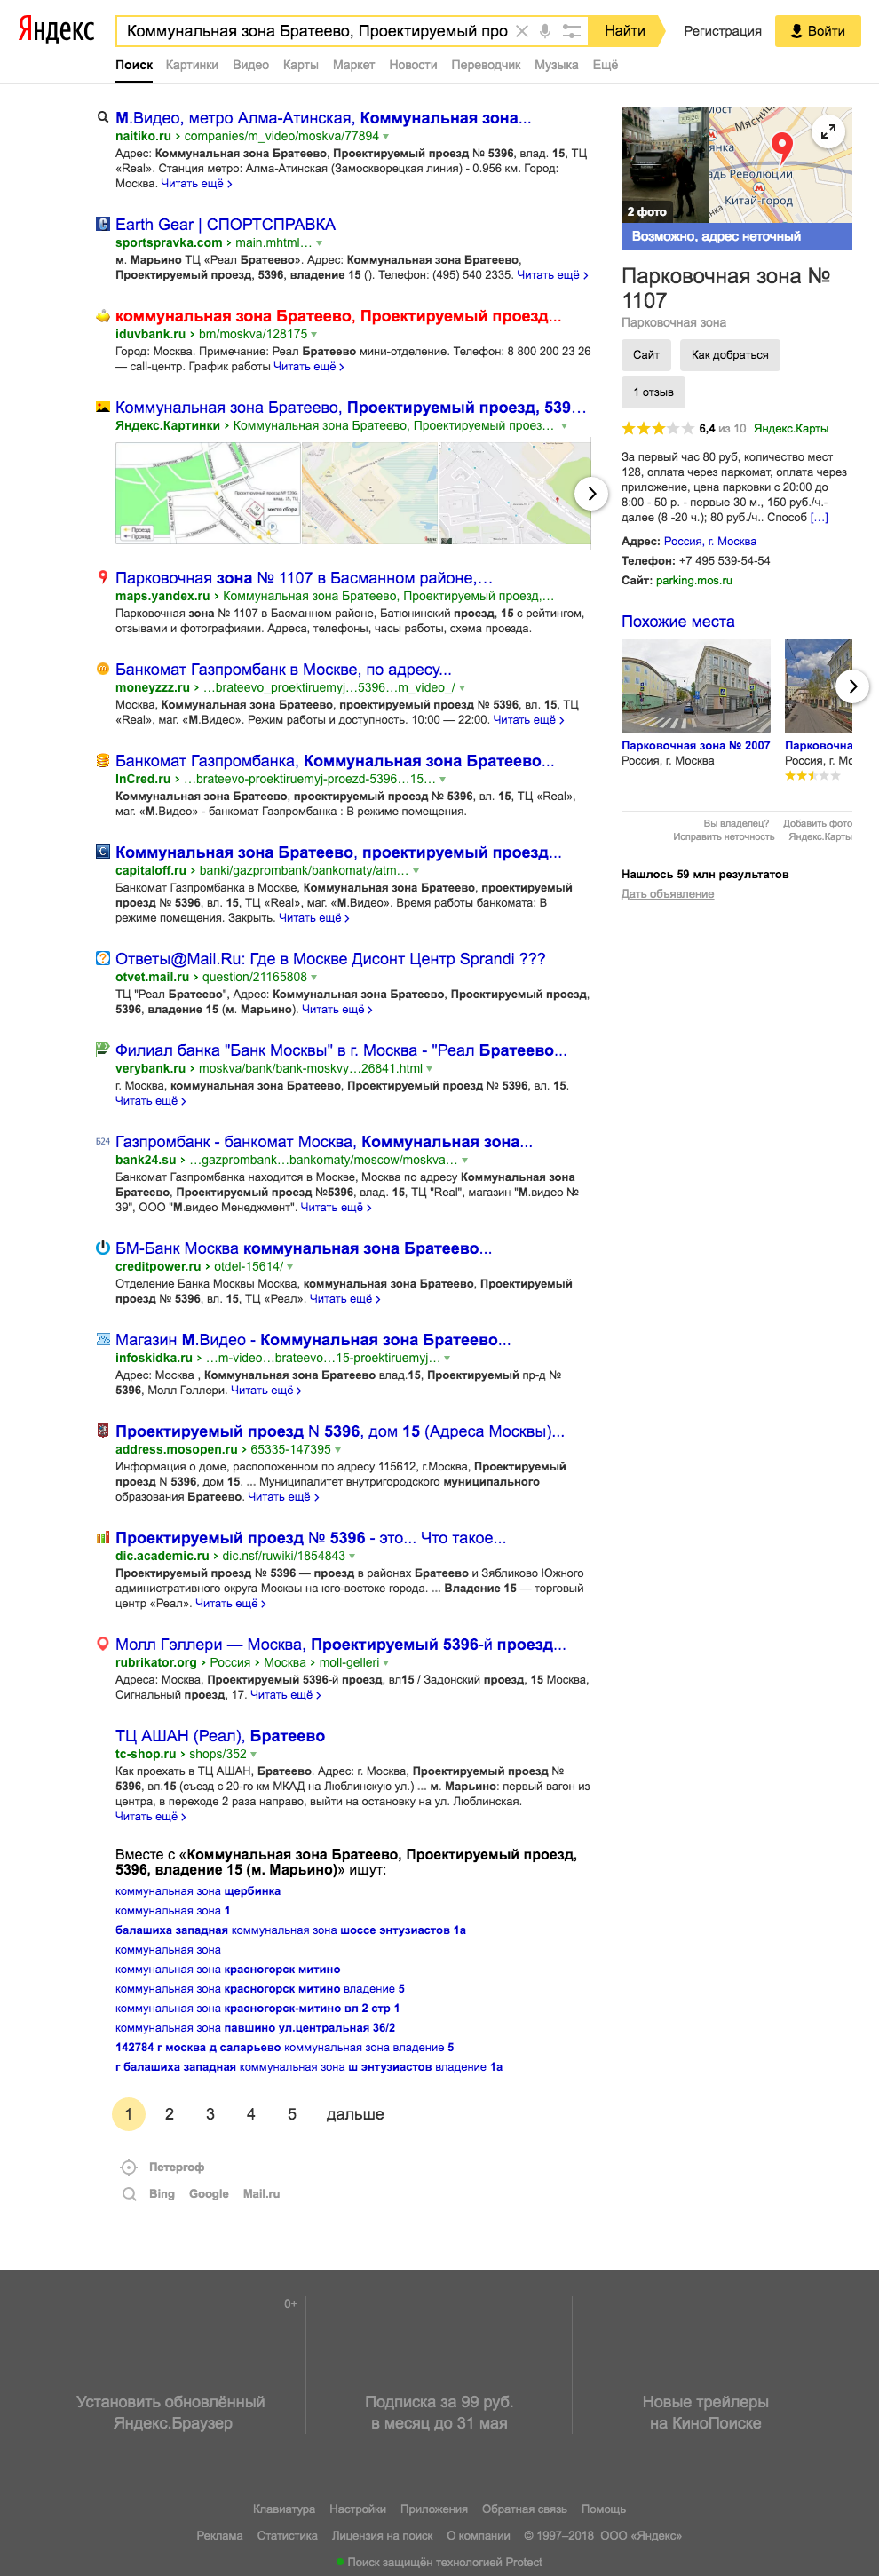 Яндекс
Коммунальная зона Братеево, Проектируемый про
Найти
Регистрация
Войти
Поиск Картинки Видео Карты Маркет Новости Переводчик Музыка Ещё
М.Видео, метро Алма-Атинская, Коммунальная зона...
naitiko.ru › companies/m_video/moskva/77894
Адрес: Коммунальная зона Братеево, Проектируемый проезд № 5396, влад. 15, ТЦ
«Real». Станция метро: Алма-Атинская (Замоскворецкая линия) - 0.956 км. Город:
Москва. Читать ещё ›
Earth Gear | СПОРТСПРАВКА
sportspravka.com › main.mhtml…
м. Марьино ТЦ «Реал Братеево». Адрес: Коммунальная зона Братеево,
Проектируемый проезд, 5396, владение 15 (). Телефон: (495) 540 2335. Читать ещё ›
коммунальная зона Братеево, Проектируемый проезд...
iduvbank.ru › bm/moskva/128175
Город: Москва. Примечание: Реал Братеево мини-отделение. Телефон: 8 800 200 23 26
— call-центр. График работы Читать ещё ›
Коммунальная зона Братеево, Проектируемый проезд, 539…
Яндекс.Картинки › Коммунальная зона Братеево, Проектируемый проез…
Парковочная зона № 1107 в Басманном районе,…
maps.yandex.ru › Коммунальная зона Братеево, Проектируемый проезд,…
Парковочная зона № 1107 в Басманном районе, Батюнинский проезд, 15 с рейтингом,
отзывами и фотографиями. Адреса, телефоны, часы работы, схема проезда.
Банкомат Газпромбанк в Москве, по адресу...
moneyzzz.ru › …brateevo_proektiruemyj…5396…m_video_/
Москва, Коммунальная зона Братеево, проектируемый проезд № 5396, вл. 15, ТЦ
«Real», маг. «М.Видео». Режим работы и доступность. 10:00 — 22:00. Читать ещё ›
Банкомат Газпромбанка, Коммунальная зона Братеево...
InCred.ru › …brateevo-proektiruemyj-proezd-5396…15…
Коммунальная зона Братеево, проектируемый проезд № 5396, вл. 15, ТЦ «Real»,
маг. «М.Видео» - банкомат Газпромбанка : В режиме помещения.
Коммунальная зона Братеево, проектируемый проезд...
capitaloff.ru › banki/gazprombank/bankomaty/atm…
Банкомат Газпромбанка в Москве, Коммунальная зона Братеево, проектируемый
проезд № 5396, вл. 15, ТЦ «Real», маг. «М.Видео». Время работы банкомата: В
режиме помещения. Закрыть. Читать ещё ›
Ответы@Mail.Ru: Где в Москве Дисонт Центр Sprandi ???
otvet.mail.ru › question/21165808
ТЦ "Реал Братеево", Адрес: Коммунальная зона Братеево, Проектируемый проезд,
5396, владение 15 (м. Марьино). Читать ещё ›
Филиал банка "Банк Москвы" в г. Москва - "Реал Братеево...
verybank.ru › moskva/bank/bank-moskvy…26841.html
г. Москва, коммунальная зона Братеево, Проектируемый проезд № 5396, вл. 15.
Читать ещё ›
Б24
Газпромбанк - банкомат Москва, Коммунальная зона...
bank24.su › …gazprombank…bankomaty/moscow/moskva…
Банкомат Газпромбанка находится в Москве, Москва по адресу Коммунальная зона
Братеево, Проектируемый проезд №5396, влад. 15, ТЦ "Real", магазин "М.видео №
39", ООО "М.видео Менеджмент". Читать ещё ›
БМ-Банк Москва коммунальная зона Братеево...
creditpower.ru › otdel-15614/
Отделение Банка Москвы Москва, коммунальная зона Братеево, Проектируемый
проезд № 5396, вл. 15, ТЦ «Реал». Читать ещё ›
Магазин М.Видео - Коммунальная зона Братеево...
infoskidka.ru › …m-video…brateevo…15-proektiruemyj…
Адрес: Москва , Коммунальная зона Братеево влад.15, Проектируемый пр-д №
5396, Молл Гэллери. Читать ещё ›
Проектируемый проезд N 5396, дом 15 (Адреса Москвы)...
address.mosopen.ru › 65335-147395
Информация о доме, расположенном по адресу 115612, г.Москва, Проектируемый
проезд N 5396, дом 15. ... Муниципалитет внутригородского муниципального
образования Братеево. Читать ещё ›
Проектируемый проезд № 5396 - это... Что такое...
dic.academic.ru › dic.nsf/ruwiki/1854843
Проектируемый проезд № 5396 — проезд в районах Братеево и Зябликово Южного
административного округа Москвы на юго-востоке города. ... Владение 15 — торговый
центр «Реал». Читать ещё ›
Молл Гэллери — Москва, Проектируемый 5396-й проезд...
rubrikator.org › Россия › Москва › moll-gelleri
Адреса: Москва, Проектируемый 5396-й проезд, вл15 / Задонский проезд, 15 Москва,
Сигнальный проезд, 17. Читать ещё ›
ТЦ АШАН (Реал), Братеево
tc-shop.ru › shops/352
Как проехать в ТЦ АШАН, Братеево. Адрес: г. Москва, Проектируемый проезд №
5396, вл.15 (съезд с 20-го км МКАД на Люблинскую ул.) ... м. Марьино: первый вагон из
центра, в переходе 2 раза направо, выйти на остановку на ул. Люблинская.
Читать ещё ›
Вместе с «Коммунальная зона Братеево, Проектируемый проезд,
5396, владение 15 (м. Марьино)» ищут:
коммунальная зона щербинка
коммунальная зона 1
балашиха западная коммунальная зона шоссе энтузиастов 1а
коммунальная зона
коммунальная зона красногорск митино
коммунальная зона красногорск митино владение 5
коммунальная зона красногорск-митино вл 2 стр 1
коммунальная зона павшино ул.центральная 36/2
142784 г москва д саларьево коммунальная зона владение 5
г балашиха западная коммунальная зона ш энтузиастов владение 1а
1 2 3 4 5 дальше
Петергоф
Bing Google Mail.ru
2 фото
Китай-город
Возможно, адрес неточный
Парковочная зона №
1107
Парковочная зона
Сайт
Как добраться
1 отзыв
6,4 из 10 Яндекс.Карты
За первый час 80 руб, количество мест
128, оплата через паркомат, оплата через
приложение, цена парковки с 20:00 до
8:00 - 50 р. - первые 30 м., 150 руб./ч.-
далее (8 -20 ч.); 80 руб./ч.. Способ [...]
Адрес: Россия, г. Москва
Телефон: +7 495 539-54-54
Сайт: parking.mos.ru
Похожие места
Парковочная зона № 2007
Россия, г. Москва
Парковочна
Россия, г. Мо
Вы владелец? Добавить фото
Исправить неточность Яндекс.Карты
Нашлось 59 млн результатов
Дать объявление
0+
Установить обновлённый
Яндекс.Браузер
Подписка за 99 руб.
в месяц до 31 мая
Новые трейлеры
на КиноПоиске
Клавиатура Настройки Приложения Обратная связь Помощь
Реклама Статистика Лицензия на поиск О компании © 1997–2018 ООО «Яндекс»
Поиск защищён технологией Protect